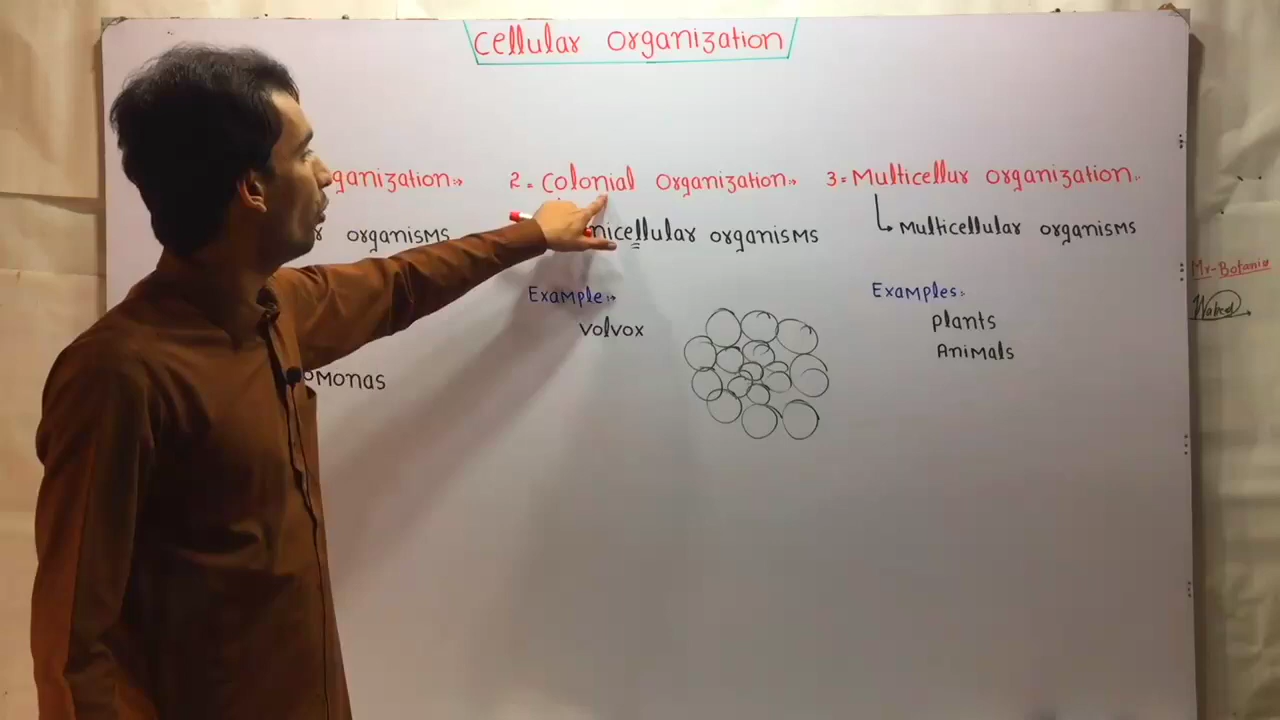 Cellular Organization
ganization:-
organisms
omonas
2 = Colonial Organization:-
nicellular organisms
Example:-
volvox
3 = Multicellur organization:-
Multicellular organisms
Examples:
Plants
Animals
Mr-Botanix
Waheed